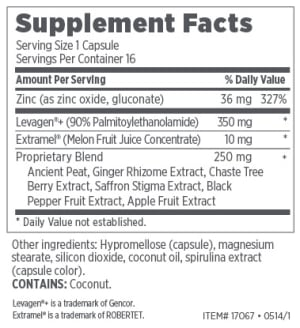 Supplement Facts
Serving Size 1 Capsule
Servings Per Container 16
Amount Per Serving % Daily Value
Zinc (as zinc oxide, gluconate) 36 mg 327%
Levagen®+ (90% Palmitoylethanolamide) 350 mg *
Extramel® (Melon Fruit Juice Concentrate) 10 mg *
Proprietary Blend 250 mg *
Ancient Peat, Ginger Rhizome Extract, Chaste Tree
Berry Extract, Saffron Stigma Extract, Black
Pepper Fruit Extract, Apple Fruit Extract
* Daily Value not established.
Other ingredients: Hypromellose (capsule), magnesium
stearate, silicon dioxide, coconut oil, spirulina extract
(capsule color).
CONTAINS: Coconut.
Levagen®+ is a trademark of Gencor.
Extramel® is a trademark of ROBERTET. ITEM# 17067 • 0514/1